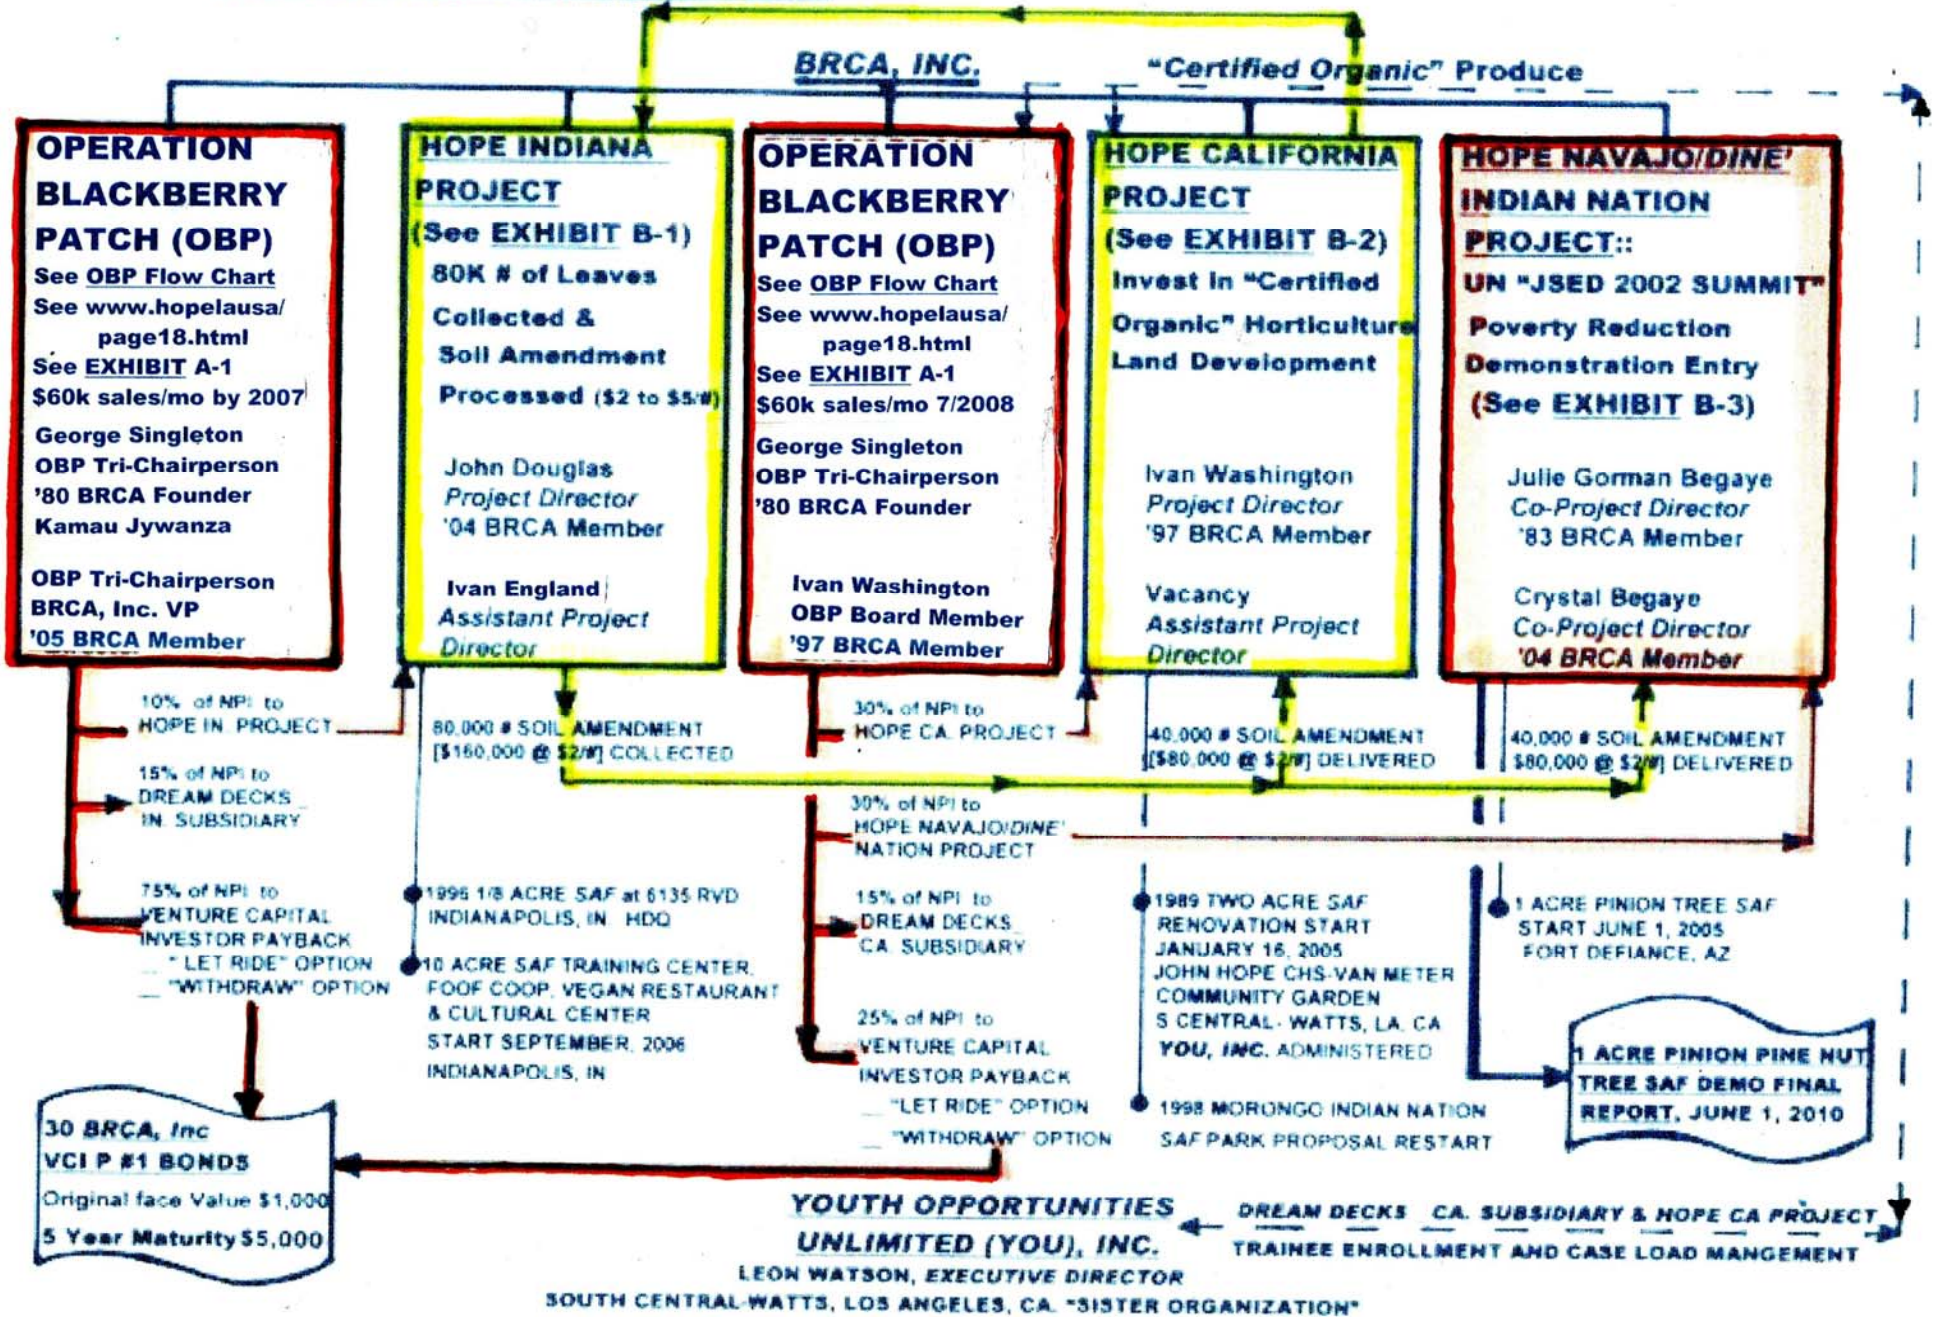 BRCA, INC.
"Certified Organic" Produce
OPERATION
BLACKBERRY
PATCH (OBP)
See OBP Flow Chart
See www.hopelausa/
page18.html
See EXHIBIT A-1
$60k sales/mo by 2007
George Singleton
OBP Tri-Chairperson
'80 BRCA Founder
Kamau Jywanza
OBP Tri-Chairperson
BRCA, Inc. VP
'05 BRCA Member
HOPE INDIANA
PROJECT
(See EXHIBIT B-1)
80K # of Leaves
Collected &
Soil Amendment
Processed ($2 to $5/#)
John Douglas
Project Director
'04 BRCA Member
Ivan England
Assistant Project
Director
OPERATION
BLACKBERRY
PATCH (OBP)
See OBP Flow Chart
See www.hopelausa/
page18.html
See EXHIBIT A-1
$60k sales/mo 7/2008
George Singleton
OBP Tri-Chairperson
'80 BRCA Founder
Ivan Washington
OBP Board Member
'97 BRCA Member
HOPE CALIFORNIA
PROJECT
(See EXHIBIT B-2)
Invest in "Certified
Organic" Horticulture
Land Development
Ivan Washington
Project Director
'97 BRCA Member
Vacancy
Assistant Project
Director
HOPE NAVAJO/DINE'
INDIAN NATION
PROJECT::
UN "JSED 2002 SUMMIT"
Poverty Reduction
Demonstration Entry
(See EXHIBIT B-3)
Julie Gorman Begaye
Co-Project Director
'83 BRCA Member
Crystal Begaye
Co-Project Director
'04 BRCA Member
10% of NPI to
HOPE IN. PROJECT
15% of NPI to
DREAM DECKS
IN. SUBSIDIARY
75% of NPI to
VENTURE CAPITAL
INVESTOR PAYBACK
__ "LET RIDE" OPTION
__ "WITHDRAW" OPTION
80,000 # SOIL AMENDMENT
[$160,000 @ $2/#] COLLECTED
1996 1/8 ACRE SAF at 6135 RVD
INDIANAPOLIS, IN. HDQ
10 ACRE SAF TRAINING CENTER,
FOOF COOP, VEGAN RESTAURANT
& CULTURAL CENTER
START SEPTEMBER, 2006
INDIANAPOLIS, IN
30% of NPI to
HOPE CA. PROJECT
30% of NPI to
HOPE NAVAJO/DINE'
NATION PROJECT
15% of NPI to
DREAM DECKS
CA. SUBSIDIARY
25% of NPI to
VENTURE CAPITAL
INVESTOR PAYBACK
__ "LET RIDE" OPTION
__ "WITHDRAW" OPTION
40,000 # SOIL AMENDMENT
[$80,000 @ $2/#] DELIVERED
1989 TWO ACRE SAF
RENOVATION START
JANUARY 16, 2005
JOHN HOPE CHS-VAN METER
COMMUNITY GARDEN
S CENTRAL- WATTS, LA. CA
YOU, INC. ADMINISTERED
1998 MORONGO INDIAN NATION
SAF PARK PROPOSAL RESTART
40,000 # SOIL AMENDMENT
$80,000 @ $2/#] DELIVERED
1 ACRE PINION TREE SAF
START JUNE 1, 2005
FORT DEFIANCE, AZ
1 ACRE PINION PINE NUT
TREE SAF DEMO FINAL
REPORT, JUNE 1, 2010
30 BRCA, Inc
VCI P #1 BONDS
Original face Value $1,000
5 Year Maturity $5,000
YOUTH OPPORTUNITIES
UNLIMITED (YOU), INC.
LEON WATSON, EXECUTIVE DIRECTOR
SOUTH CENTRAL-WATTS, LOS ANGELES, CA. "SISTER ORGANIZATION"
DREAM DECKS CA. SUBSIDIARY & HOPE CA PROJECT
TRAINEE ENROLLMENT AND CASE LOAD MANGEMENT